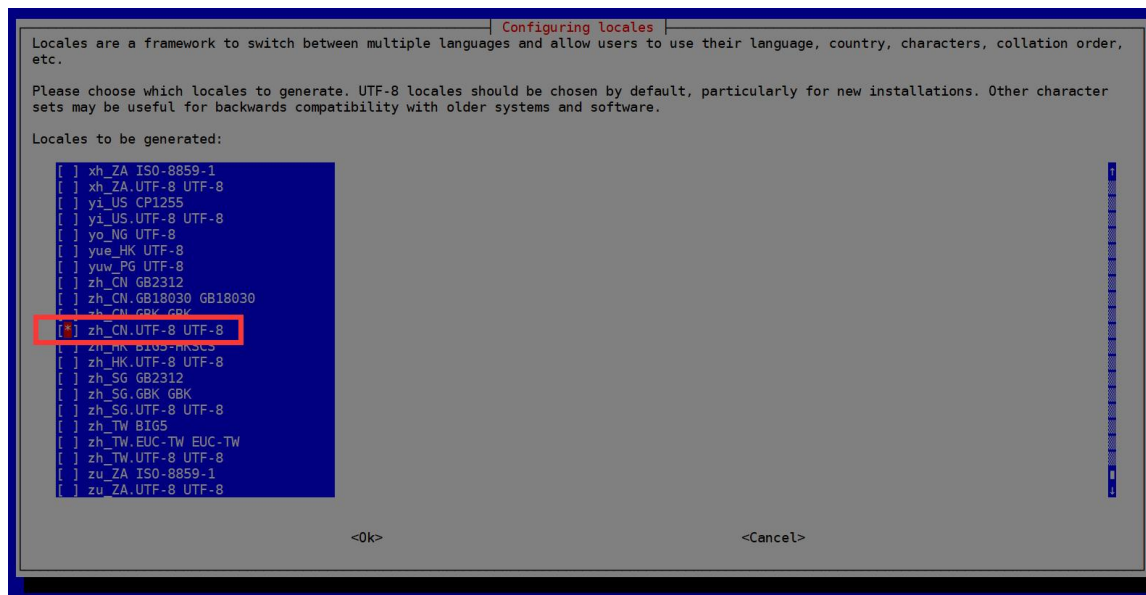 Configuring locales
Locales are a framework to switch between multiple languages and allow users to use their language, country, characters, collation order,
etc.
Please choose which locales to generate. UTF-8 locales should be chosen by default, particularly for new installations. Other character
sets may be useful for backwards compatibility with older systems and software.
Locales to be generated:
[ ] xh_ZA ISO-8859-1
[ ] xh_ZA.UTF-8 UTF-8
[ ] yi_US CP1255
[ ] yi_US.UTF-8 UTF-8
[ ] yo_NG UTF-8
[ ] yue_HK UTF-8
[ ] yuw_PG UTF-8
[ ] zh_CN GB2312
[ ] zh_CN.GB18030 GB18030
[ ] zh_CN.GBK GBK
[*] zh_CN.UTF-8 UTF-8
[ ] zh_HK BIG5-HKSCS
[ ] zh_HK.UTF-8 UTF-8
[ ] zh_SG GB2312
[ ] zh_SG.GBK GBK
[ ] zh_SG.UTF-8 UTF-8
[ ] zh_TW BIG5
[ ] zh_TW.EUC-TW EUC-TW
[ ] zh_TW.UTF-8 UTF-8
[ ] zu_ZA ISO-8859-1
[ ] zu_ZA.UTF-8 UTF-8
<Ok> <Cancel>